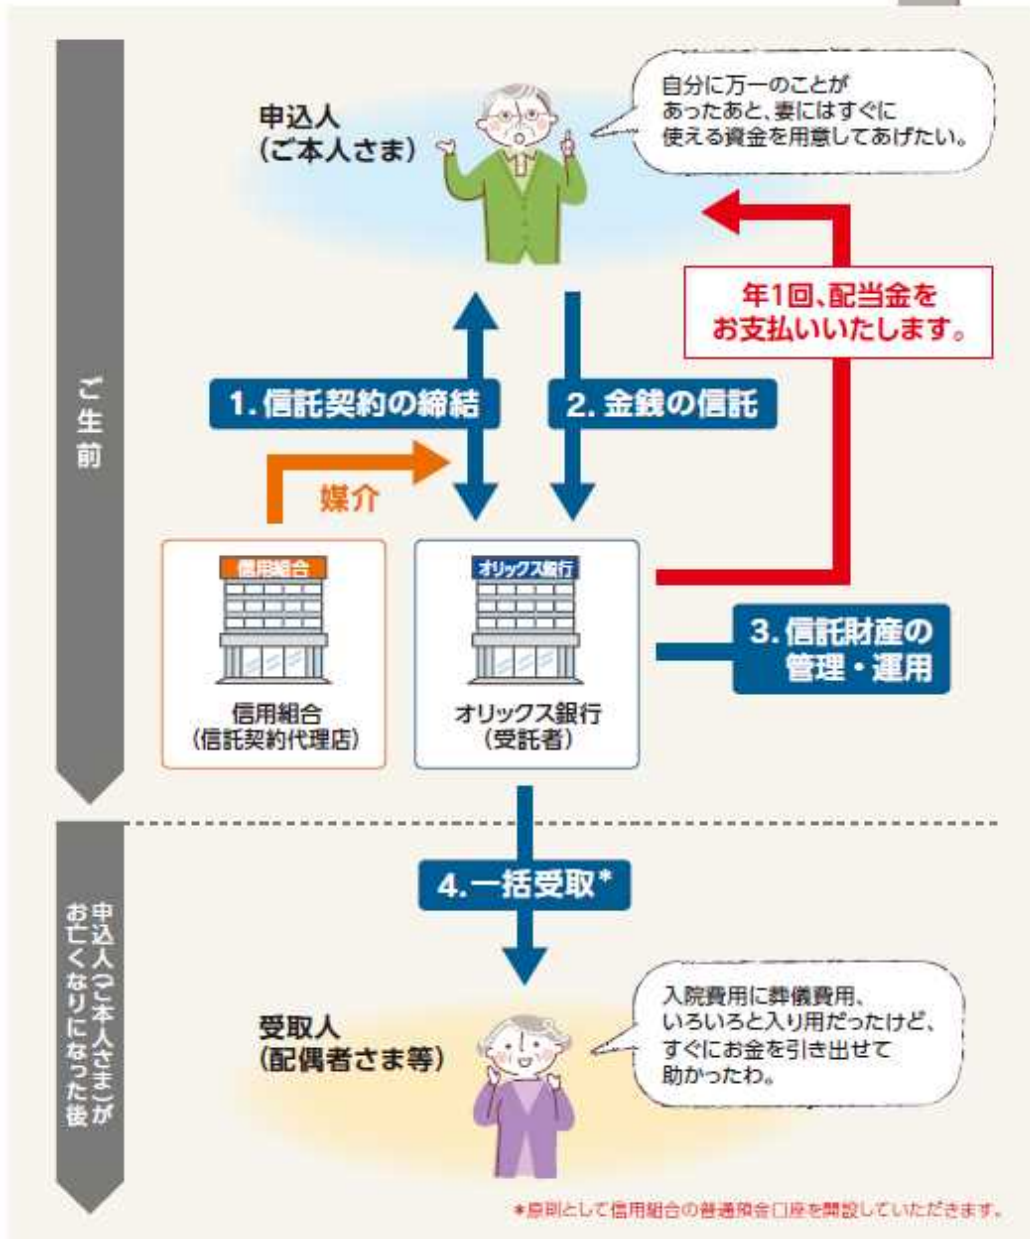 ご生前
申込人
(ご本人さま)
自分に万一のことが
あったあと、妻にはすぐに
使える資金を用意してあげたい。
年1回、配当金を
お支払いいたします。
1. 信託契約の締結
2. 金銭の信託
媒介
信用組合
信用組合
(信託契約代理店)
オリックス銀行
オリックス銀行
(受託者)
3. 信託財産の
管理・運用
申込人(ご本人さま)が
お亡くなりになった後
4. 一括受取*
受取人
(配偶者さま等)
入院費用に葬儀費用、
いろいろと入り用だったけど、
すぐにお金を引き出せて
助かったわ。
*原則として信用組合の普通預金口座を開設していただきます。